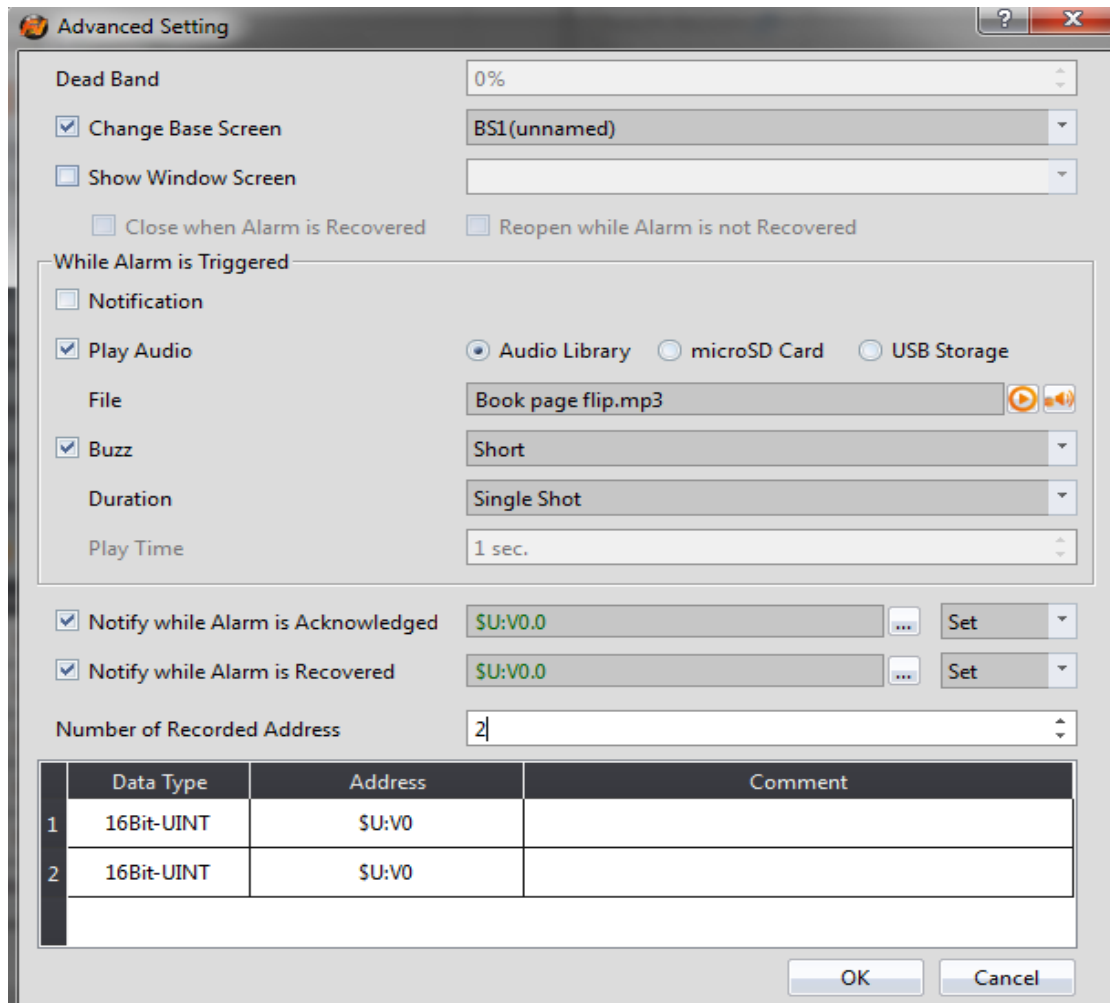 Advanced Setting
Dead Band 0%
Change Base Screen BS1(unnamed)
Show Window Screen
Close when Alarm is Recovered Reopen while Alarm is not Recovered
While Alarm is Triggered
Notification
Play Audio Audio Library microSD Card USB Storage
File Book page flip.mp3
Buzz Short
Duration Single Shot
Play Time 1 sec.
Notify while Alarm is Acknowledged $U:V0.0 ... Set
Notify while Alarm is Recovered $U:V0.0 ... Set
Number of Recorded Address 2
Data Type Address Comment
1 16Bit-UINT $U:V0
2 16Bit-UINT $U:V0
OK Cancel